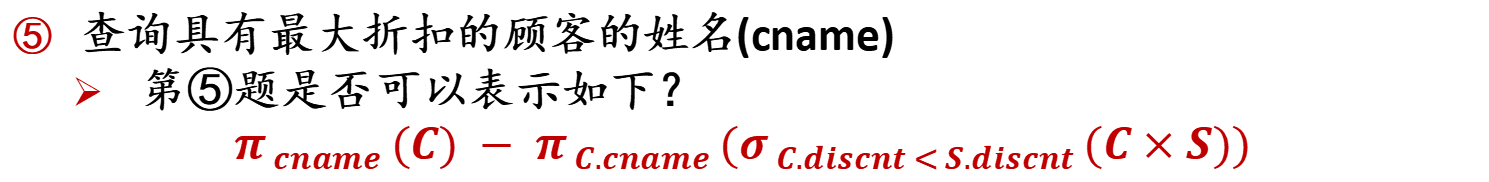 ⑤ 查询具有最大折扣的顾客的姓名(cname)
➢ 第⑤题是否可以表示如下？
π cname (C) − π C.cname (σ C.discnt < S.discnt (C × S))